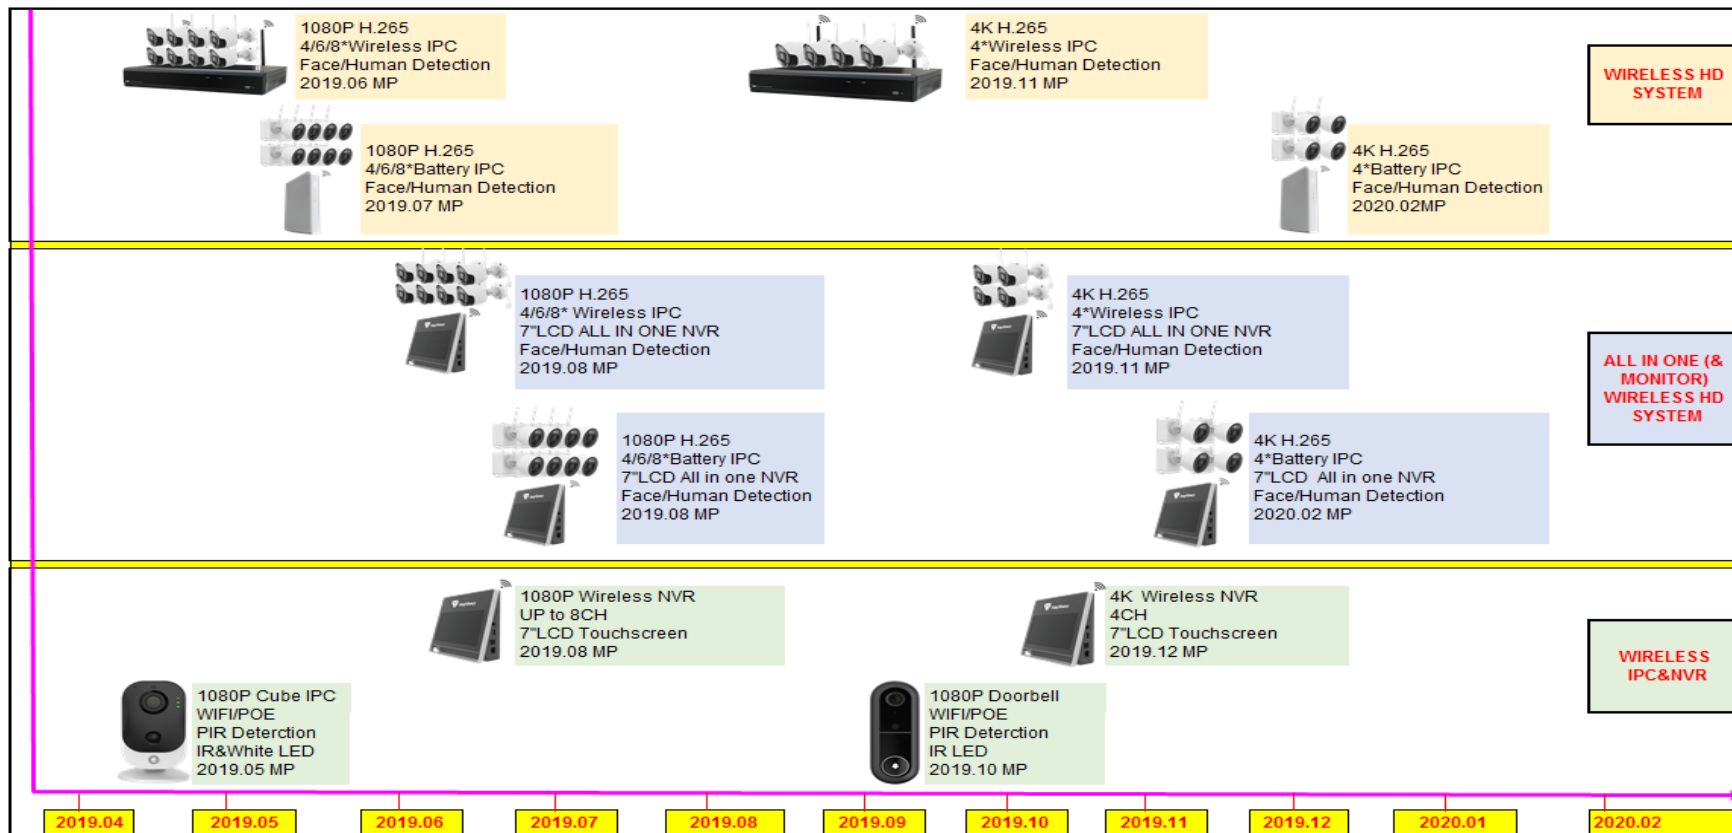 1080P H.265
4/6/8*Wireless IPC
Face/Human Detection
2019.06 MP
4K H.265
4*Wireless IPC
Face/Human Detection
2019.11 MP
WIRELESS HD
SYSTEM
1080P H.265
4/6/8*Battery IPC
Face/Human Detection
2019.07 MP
4K H.265
4*Battery IPC
Face/Human Detection
2020.02MP
1080P H.265
4/6/8* Wireless IPC
7"LCD ALL IN ONE NVR
Face/Human Detection
2019.08 MP
4K H.265
4*Wireless IPC
7"LCD ALL IN ONE NVR
Face/Human Detection
2019.11 MP
ALL IN ONE (&
MONITOR)
WIRELESS HD
SYSTEM
1080P H.265
4/6/8*Battery IPC
7"LCD All in one NVR
Face/Human Detection
2019.08 MP
4K H.265
4*Battery IPC
7"LCD  All in one NVR
Face/Human Detection
2020.02 MP
1080P Wireless NVR
UP to 8CH
7"LCD Touchscreen
2019.08 MP
4K  Wireless NVR
4CH
7"LCD Touchscreen
2019.12 MP
WIRELESS
IPC&NVR
1080P Cube IPC
WIFI/POE
PIR Deterction
IR&White LED
2019.05 MP
1080P Doorbell
WIFI/POE
PIR Deterction
IR LED
2019.10 MP
2019.04
2019.05
2019.06
2019.07
2019.08
2019.09
2019.10
2019.11
2019.12
2020.01
2020.02